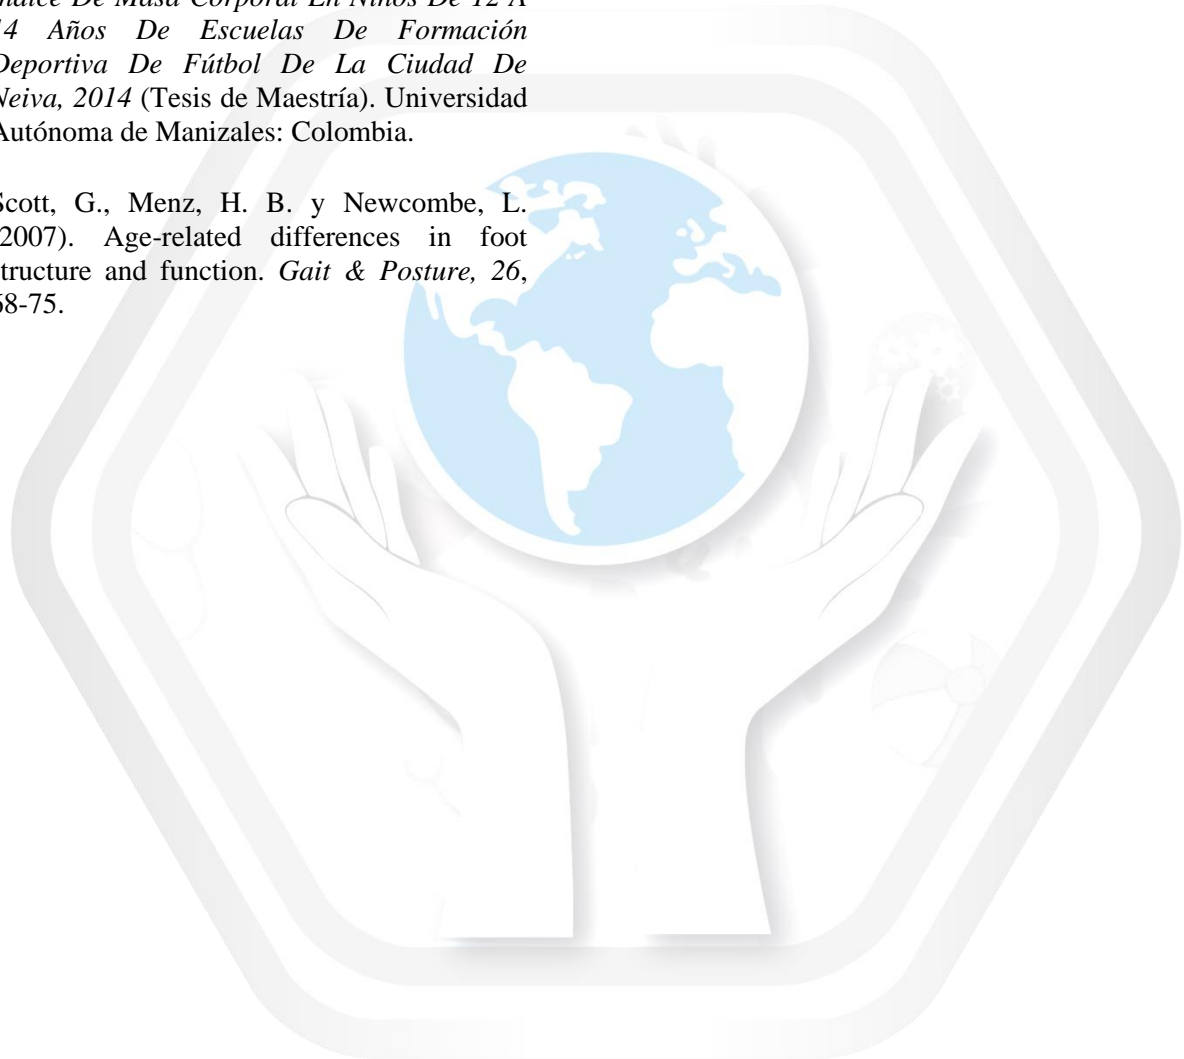 Índice De Masa Corporal En Niños De 12 A
14 Años De Escuelas De Formación
Deportiva De Fútbol De La Ciudad De
Neiva, 2014 (Tesis de Maestría). Universidad
Autónoma de Manizales: Colombia.
Scott, G., Menz, H. B. y Newcombe, L.
2007). Age-related differences in foot
structure and function. Gait & Posture, 26,
68-75.